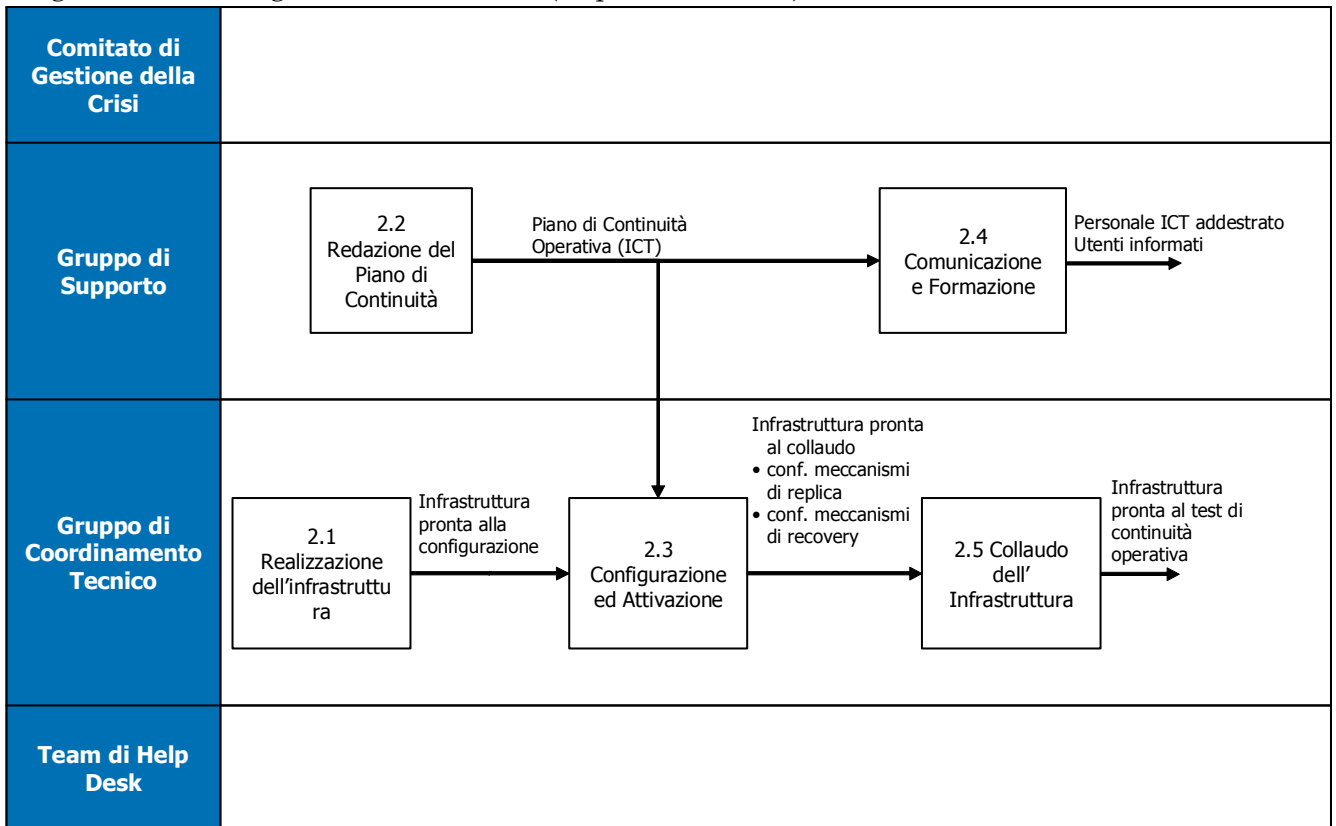 Comitato di
Gestione della
Crisi
Gruppo di
Supporto
2.2
Redazione del
Piano di
Continuità
Piano di Continuità
Operativa (ICT)
2.4
Comunicazione
e Formazione
Personale ICT addestrato
Utenti informati
Gruppo di
Coordinamento
Tecnico
2.1
Realizzazione
dell'infrastruttu
ra
Infrastruttura
pronta alla
configurazione
2.3
Configurazione
ed Attivazione
Infrastruttura pronta
al collaudo
• conf. meccanismi
di replica
• conf. meccanismi
di recovery
2.5 Collaudo
dell'
Infrastruttura
Infrastruttura
pronta al test di
continuità
operativa
Team di Help
Desk